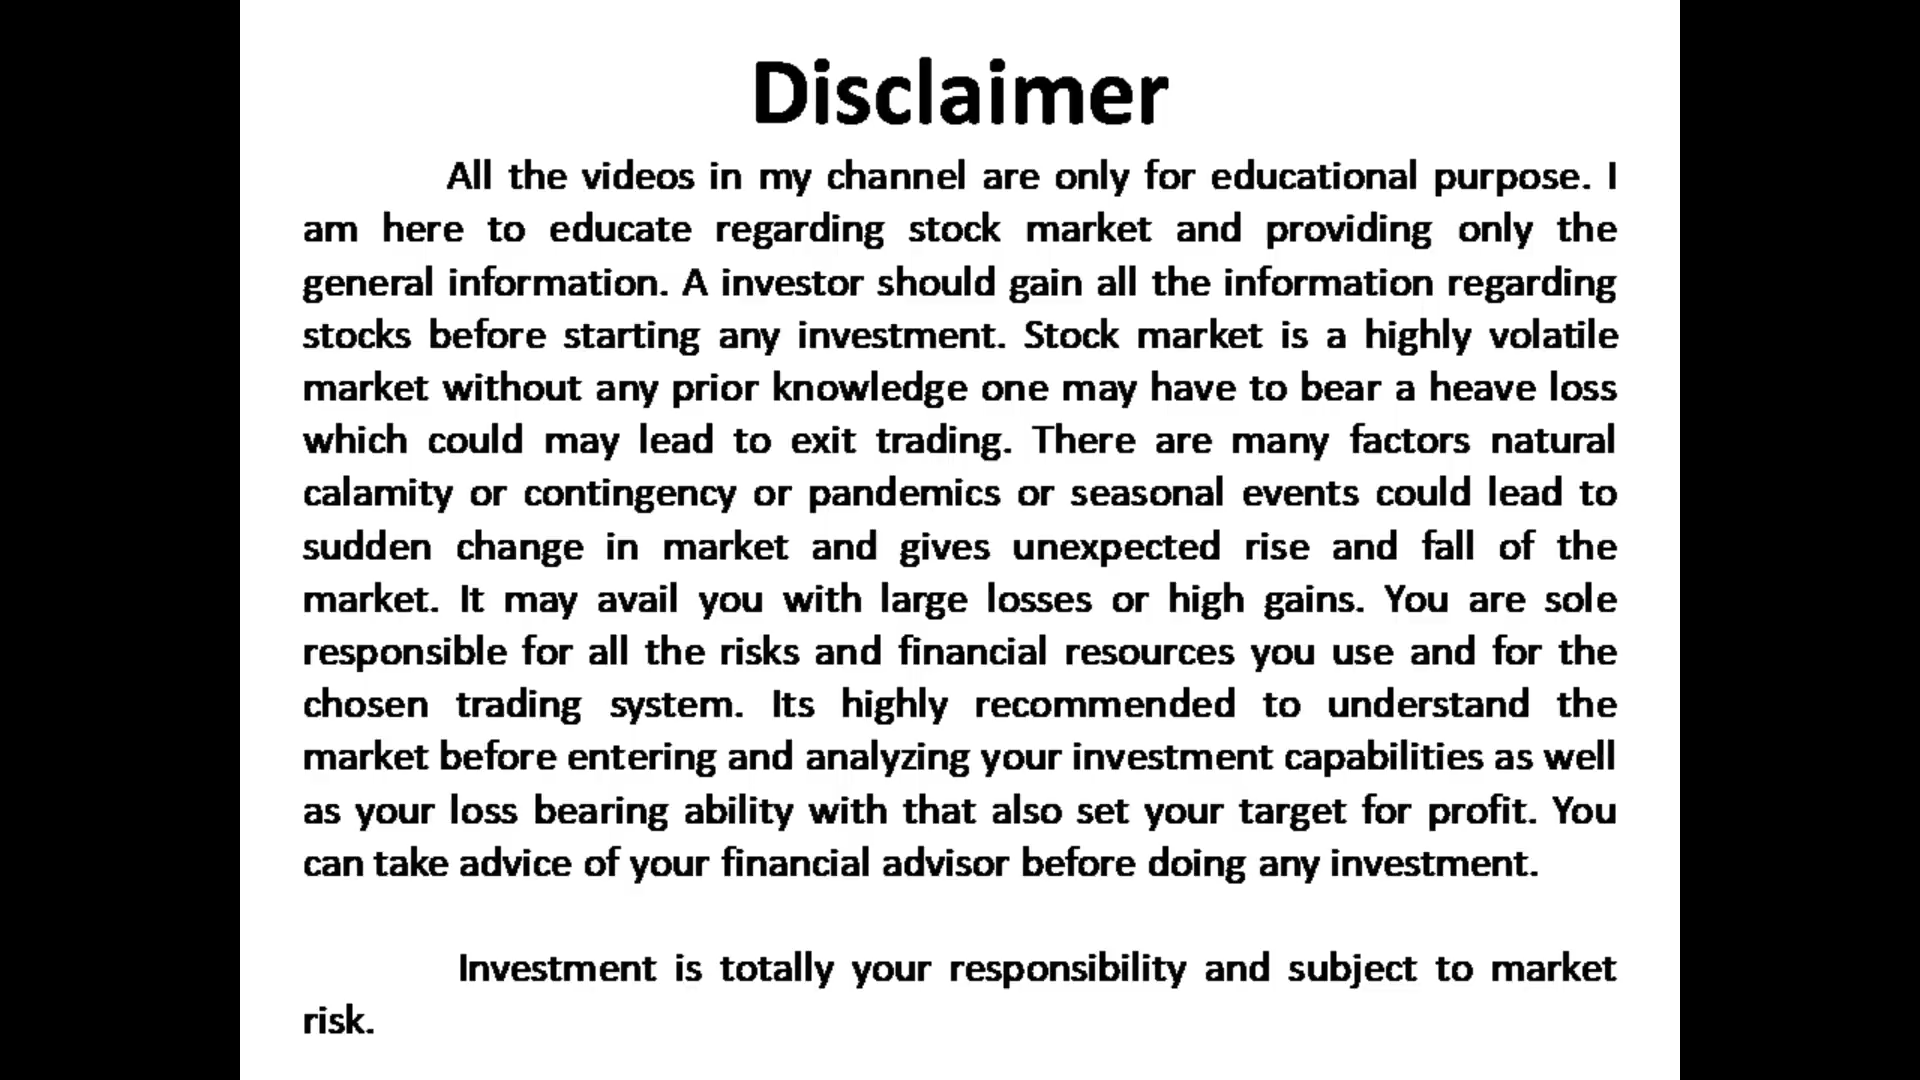 Disclaimer
All the videos in my channel are only for educational purpose. I
am here to educate regarding stock market and providing only the
general information. A investor should gain all the information regarding
stocks before starting any investment. Stock market is a highly volatile
market without any prior knowledge one may have to bear a heave loss
which could may lead to exit trading. There are many factors natural
calamity or contingency or pandemics or seasonal events could lead to
sudden change in market and gives unexpected rise and fall of the
market. It may avail you with large losses or high gains. You are sole
responsible for all the risks and financial resources you use and for the
chosen trading system. Its highly recommended to understand the
market before entering and analyzing your investment capabilities as well
as your loss bearing ability with that also set your target for profit. You
can take advice of your financial advisor before doing any investment.
Investment is totally your responsibility and subject to market
risk.